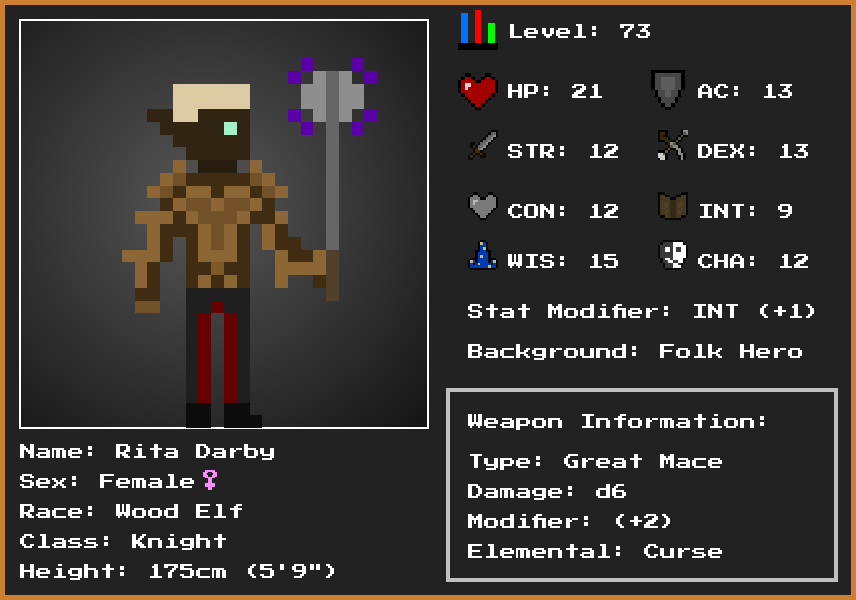 Level: 73
HP: 21
AC: 13
STR: 12
DEX: 13
CON: 12
INT: 9
WIS: 15
CHA: 12
Stat Modifier: INT (+1)
Background: Folk Hero
Weapon Information:
Type: Great Mace
Damage: d6
Modifier: (+2)
Elemental: Curse
Name: Rita Darby
Sex: Female♀
Race: Wood Elf
Class: Knight
Height: 175cm (5'9")